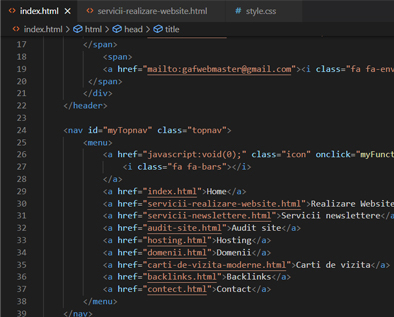 index.html × servicii-realizare-website.html # style.css
index.html > html > head > title
17 </span>
18 <span>
19 <a href="mailto:gafwebmaster@gmail.com"><i class="fa fa-env
20 </span>
21 </div>
22 </header>
23
24 <nav id="myTopnav" class="topnav">
25 <menu>
26 <a href="javascript:void(0);" class="icon" onclick="myFunct
27 <i class="fa fa-bars"></i>
28 </a>
29 <a href="index.html">Home</a>
30 <a href="servicii-realizare-website.html">Realizare Website
31 <a href="servicii-newslettere.html">Servicii newslettere</a
32 <a href="audit-site.html">Audit site</a>
33 <a href="hosting.html">Hosting</a>
34 <a href="domenii.html">Domenii</a>
35 <a href="carti-de-vizita-moderne.html">Carti de vizita</a>
36 <a href="backlinks.html">Backlinks</a>
37 <a href="contect.html">Contact</a>
38 </menu>
39 </nav>